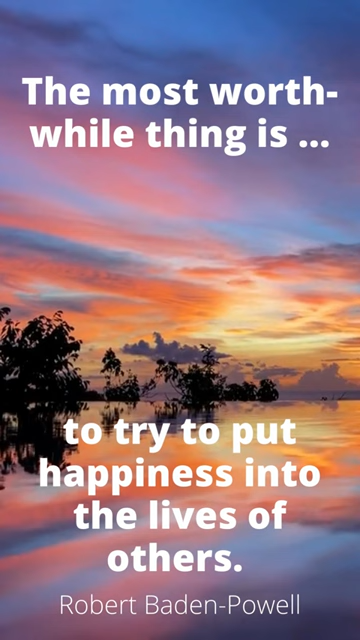 The most worth-
while thing is ...
to try to put
happiness into
the lives of
others.
Robert Baden-Powell